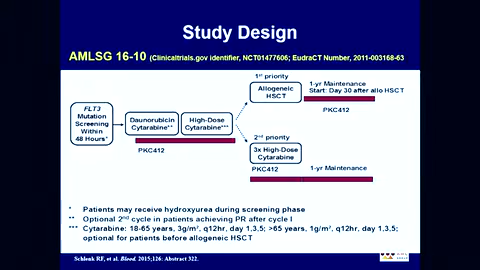 Study Design
AMLSG 16-10 (Clinicaltrials.gov identifier, NCT01477606; EudraCT Number, 2011-003168-63
1st priority
Allogeneic
HSCT
1-yr Maintenance
Start: Day 30 after allo HSCT
PKC412
FLT3
Mutation
Screening
Within
48 Hours*
Daunorubicin
Cytarabine**
High-Dose
Cytarabine***
PKC412
2nd priority
3x High-Dose
Cytarabine
PKC412
1-yr Maintenance
* Patients may receive hydroxyurea during screening phase
** Optional 2nd cycle in patients achieving PR after cycle I
*** Cytarabine: 18-65 years, 3g/m², q12hr, day 1,3,5; >65 years, 1g/m², q12hr, day 1,3,5;
optional for patients before allogeneic HSCT
Schlenk RF, et al. Blood. 2015;126: Abstract 322.